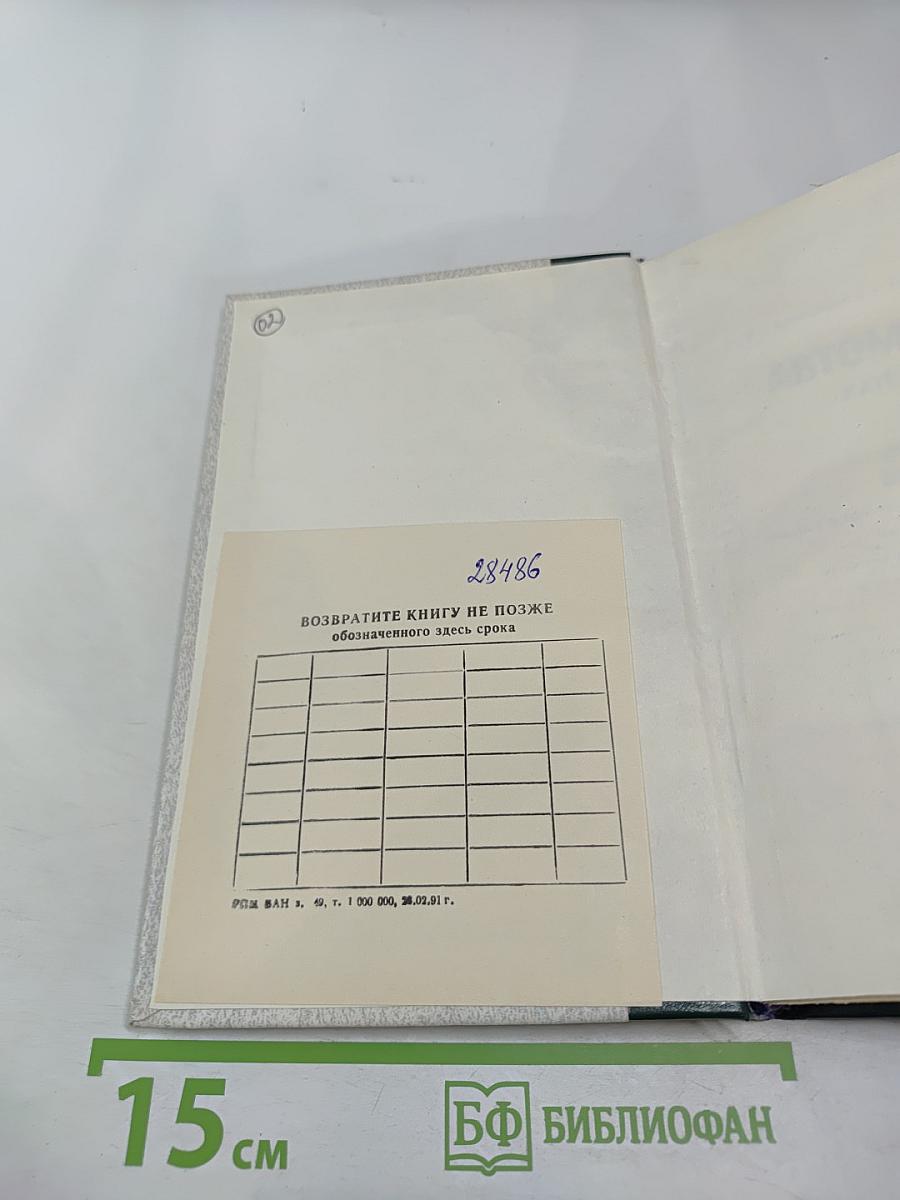 02
28486
ВОЗВРАТИТЕ КНИГУ НЕ ПОЗЖЕ
обозначенного здесь срока
БАН з. 49, т. 1 000 000, 26.02.91 г.
15 см
БФ БИБЛИОФАН